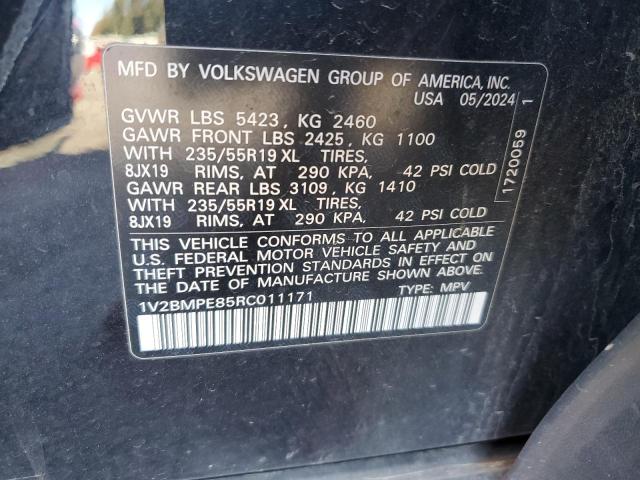 MFD BY VOLKSWAGEN GROUP OF AMERICA, INC.
USA 05/2024
GVWR LBS 5423, KG 2460
GAWR FRONT LBS 2425, KG 1100
WITH 235/55R19 XL TIRES,
8JX19 RIMS, AT 290 KPA, 42 PSI COLD
GAWR REAR LBS 3109, KG 1410
WITH 235/55R19 XL TIRES,
8JX19 RIMS, AT 290 KPA, 42 PSI COLD
THIS VEHICLE CONFORMS TO ALL APPLICABLE
U.S. FEDERAL MOTOR VEHICLE SAFETY AND
THEFT PREVENTION STANDARDS IN EFFECT ON
THE DATE OF MANUFACTURE SHOWN ABOVE.
1V2BMPE85RC011171 TYPE: MPV
1720059 1